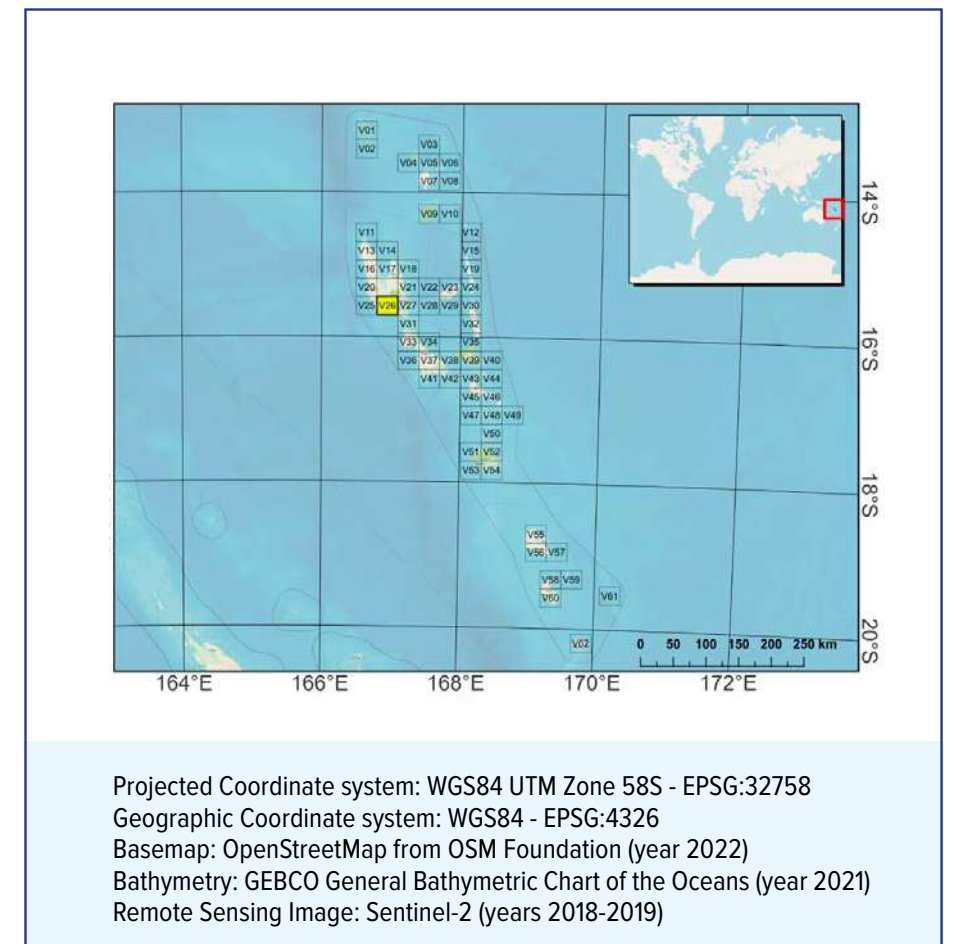 V01
V02 V03
V04 V05 V06
V07 V08
14°S
V09 V10
V11 V12
V13 V14 V15
V16 V17 V18 V19
V20 V21 V22 V23 V24
V25 V26 V27 V28 V29 V30
V31 V32
V33 V34 V35
16°S
V36 V37 V38 V39 V40
V41 V42 V43 V44
V45 V46
V47 V48 V49
V50
V51 V52
V53 V54
18°S
V55
V56 V57
V58 V59
V60 V61
V62
20°S
0 50 100 150 200 250 km
164°E 166°E 168°E 170°E 172°E
Projected Coordinate system: WGS84 UTM Zone 58S - EPSG:32758
Geographic Coordinate system: WGS84 - EPSG:4326
Basemap: OpenStreetMap from OSM Foundation (year 2022)
Bathymetry: GEBCO General Bathymetric Chart of the Oceans (year 2021)
Remote Sensing Image: Sentinel-2 (years 2018-2019)